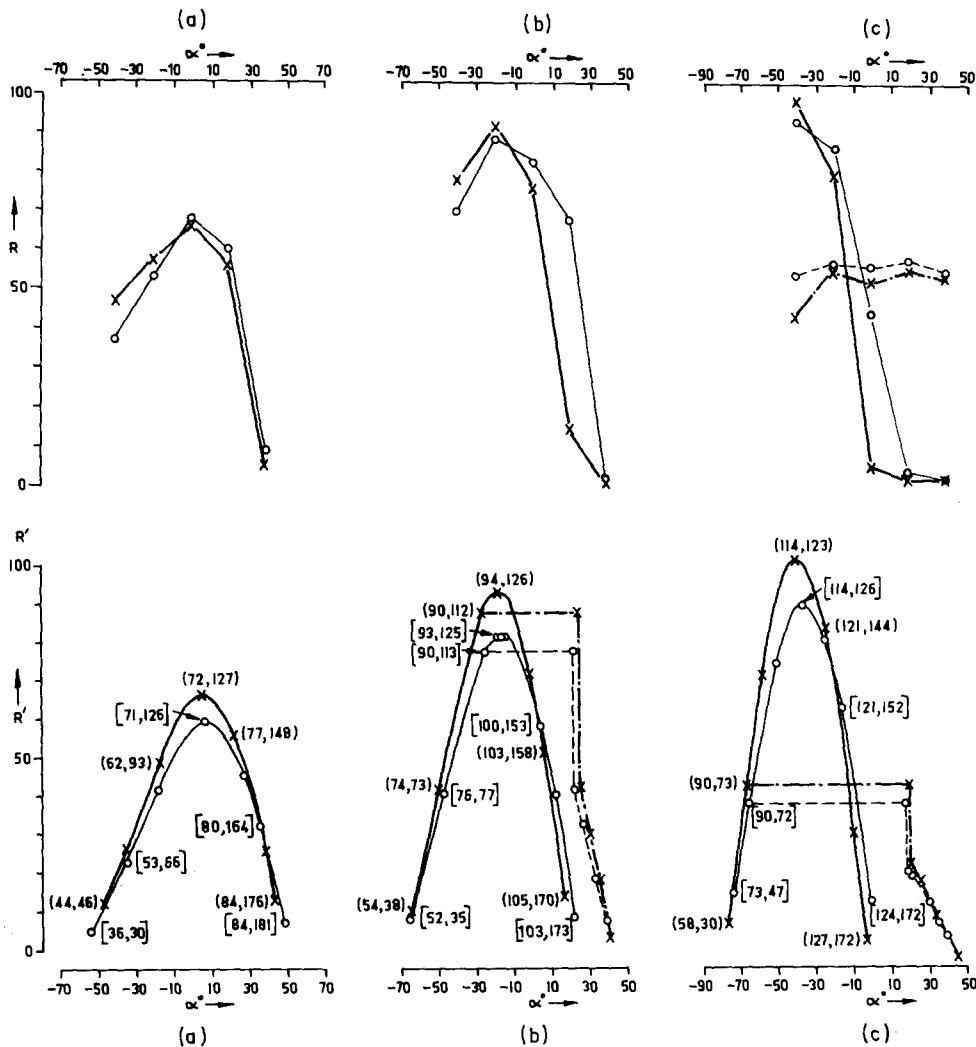 (a) (b) (c)
α° → α° → α° →
-70 -50 -30 -10 10 30 50 70
-70 -50 -30 -10 10 30 50
-90 -70 -50 -30 -10 10 30 50
100
R →
50
0
R'
100
R' →
50
0
(72,127)
[71,126]
(77,148)
(62,93)
[80,164]
[53,66]
(44,46)
(84,176)
[36,30]
[84,181]
(94,126)
(90,112)
[93,125]
[90,113]
[100,153]
(103,158)
(74,73)
[76,77]
(54,38)
[52,35]
(105,170)
[103,173]
(114,123)
[114,126]
(121,144)
[121,152]
(90,73)
[90,72]
[73,47]
(58,30)
[124,172]
(127,172)
-70 -50 -30 -10 10 30 50 70
-70 -50 -30 -10 10 30 50
-90 -70 -50 -30 -10 10 30 50
α° → α° → α° →
(a) (b) (c)